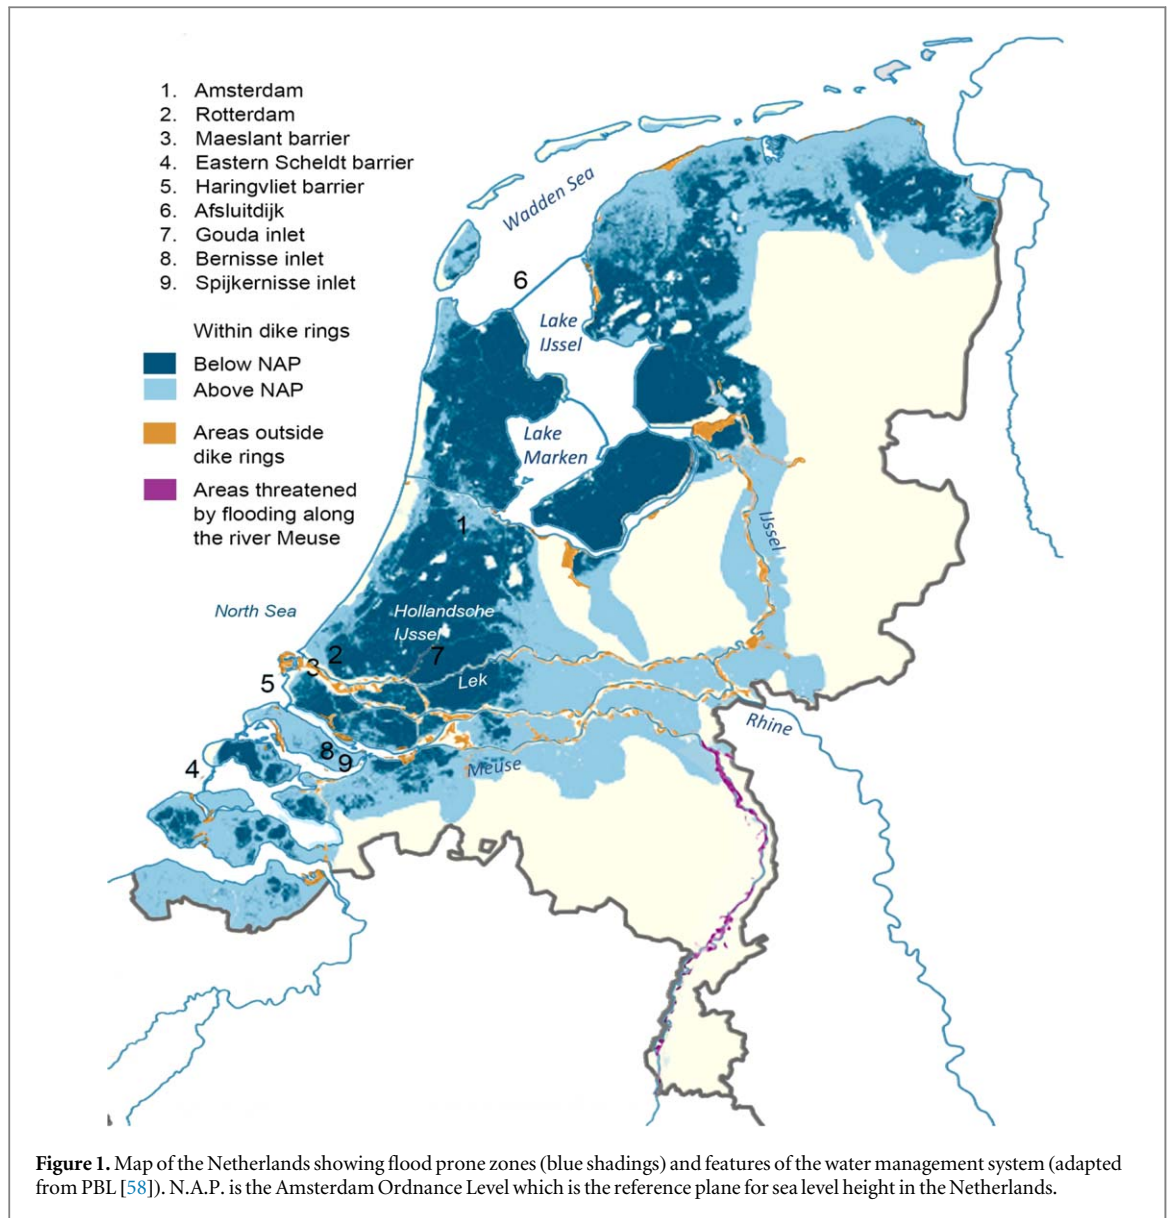 1. Amsterdam
2. Rotterdam
3. Maeslant barrier
4. Eastern Scheldt barrier
5. Haringvliet barrier
6. Afsluitdijk
7. Gouda inlet
8. Bernisse inlet
9. Spijkernisse inlet
Within dike rings
Below NAP
Above NAP
Areas outside
dike rings
Areas threatened
by flooding along
the river Meuse
Wadden Sea
6
Lake
IJssel
Lake
Marken
1
IJssel
North Sea
Hollandsche
IJssel
2
7
3
5
Lek
Rhine
8
9
4
Meuse
Figure 1. Map of the Netherlands showing flood prone zones (blue shadings) and features of the water management system (adapted
from PBL [58]). N.A.P. is the Amsterdam Ordnance Level which is the reference plane for sea level height in the Netherlands.